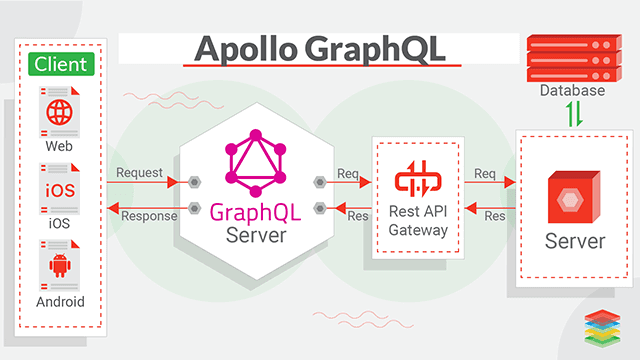 Apollo GraphQL
Client
Web
iOS
iOS
Android
Request
Response
GraphQL
Server
Req
Res
Rest API
Gateway
Req
Res
Database
Server